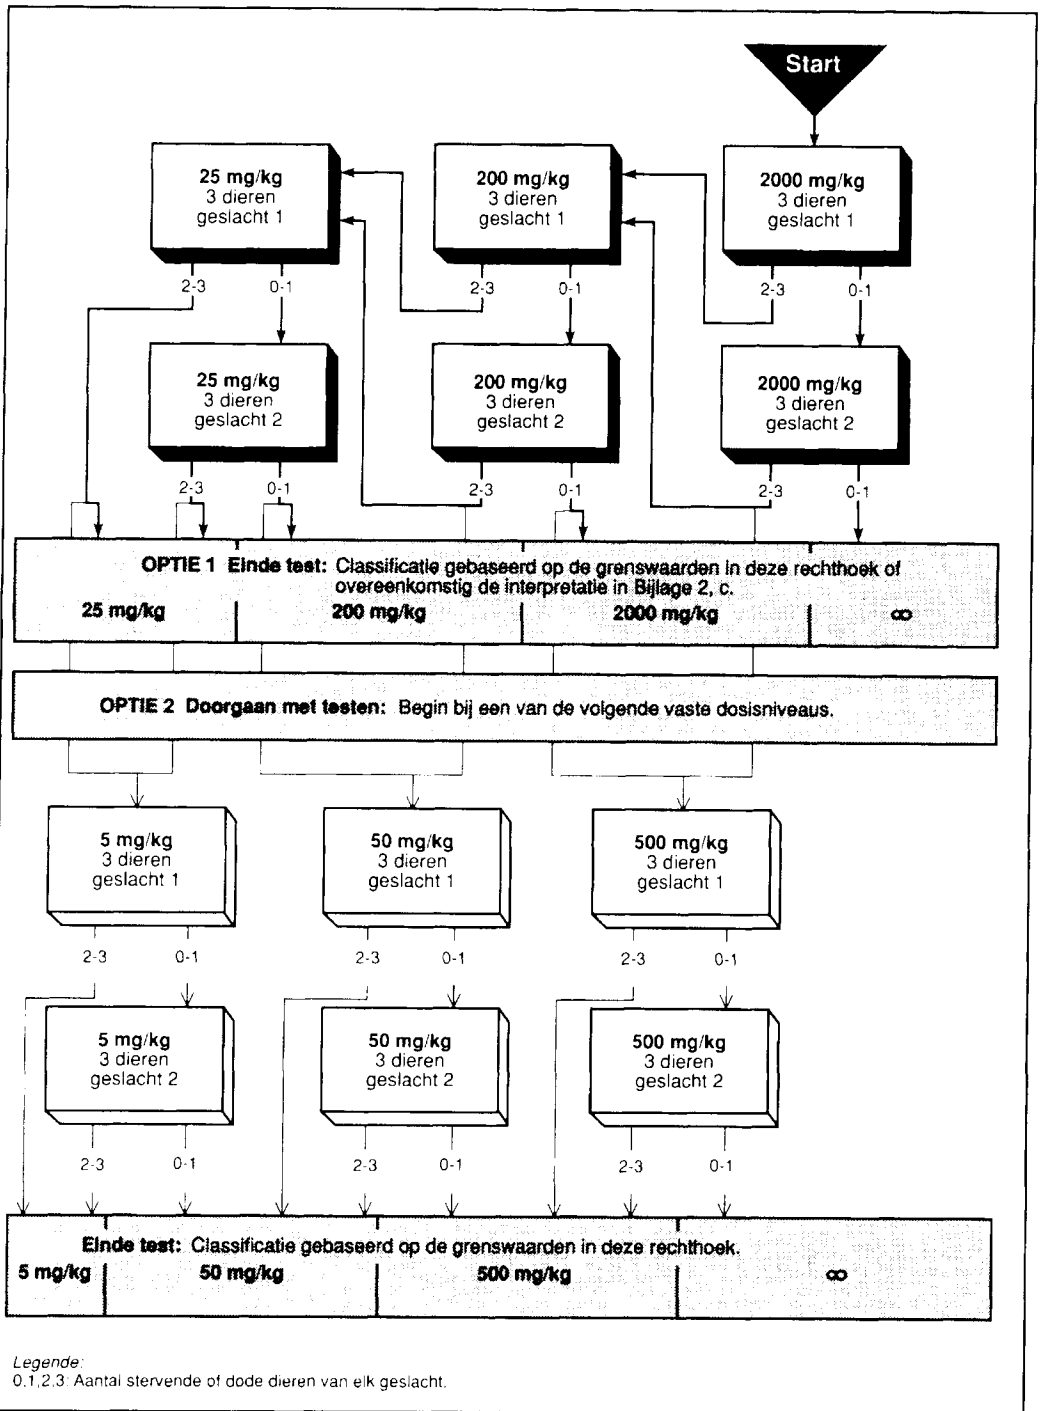 Start
25 mg/kg
3 dieren
geslacht 1
200 mg/kg
3 dieren
geslacht 1
2000 mg/kg
3 dieren
geslacht 1
2-3 0-1
2-3 0-1
2-3 0-1
25 mg/kg
3 dieren
geslacht 2
200 mg/kg
3 dieren
geslacht 2
2000 mg/kg
3 dieren
geslacht 2
2-3 0-1
2-3 0-1
2-3 0-1
OPTIE 1 Einde test: Classificatie gebaseerd op de grenswaarden in deze rechthoek of
overeenkomstig de interpretatie in Bijlage 2, c.
25 mg/kg 200 mg/kg 2000 mg/kg ∞
OPTIE 2 Doorgaan met testen: Begin bij een van de volgende vaste dosisniveaus.
5 mg/kg
3 dieren
geslacht 1
50 mg/kg
3 dieren
geslacht 1
500 mg/kg
3 dieren
geslacht 1
2-3 0-1
2-3 0-1
2-3 0-1
5 mg/kg
3 dieren
geslacht 2
50 mg/kg
3 dieren
geslacht 2
500 mg/kg
3 dieren
geslacht 2
2-3 0-1
2-3 0-1
2-3 0-1
Einde test: Classificatie gebaseerd op de grenswaarden in deze rechthoek.
5 mg/kg 50 mg/kg 500 mg/kg ∞
Legende:
0,1,2,3: Aantal stervende of dode dieren van elk geslacht.